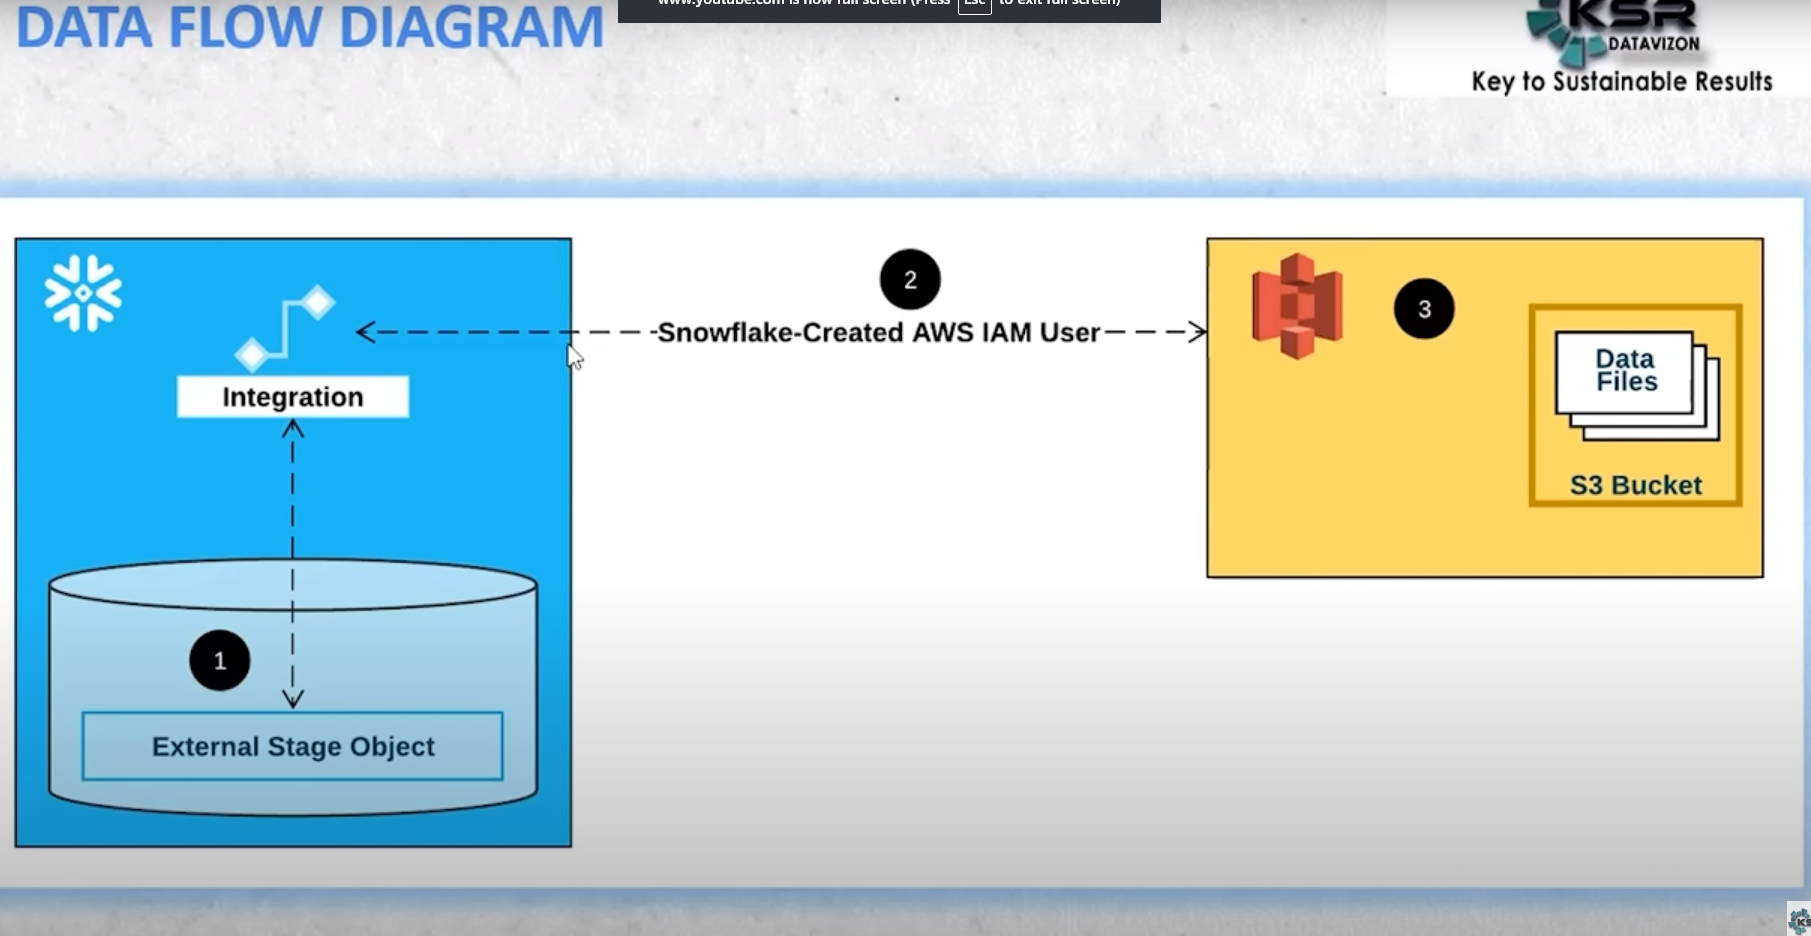 www.youtube.com is now full screen (Press Esc to exit full screen)
DATA FLOW DIAGRAM
KSR
DATAVIZON
Key to Sustainable Results
2
Snowflake-Created AWS IAM User
3
Data
Files
S3 Bucket
Integration
1
External Stage Object